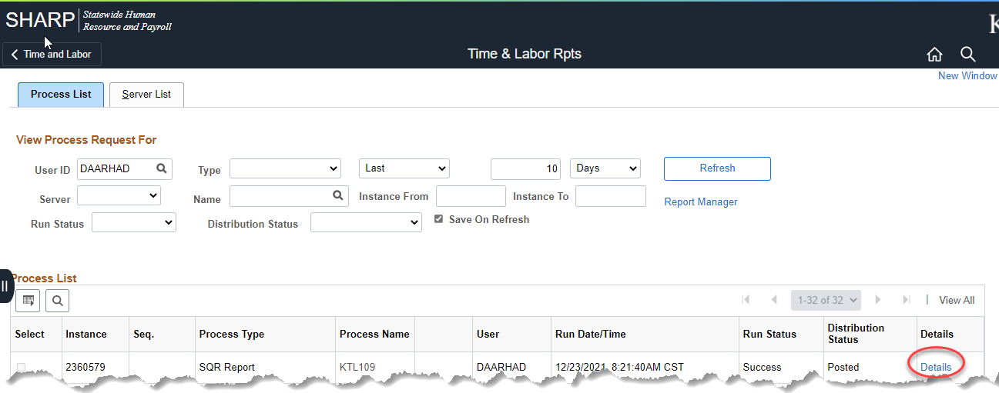 SHARP
Statewide Human
Resource and Payroll
Time and Labor
Time & Labor Rpts
New Window
Process List
Server List
View Process Request For
User ID DAARHAD Type Last 10 Days Refresh
Server Name Instance From Instance To Report Manager
Run Status Distribution Status Save On Refresh
Process List
1-32 of 32 | View All
Select Instance Seq. Process Type Process Name User Run Date/Time Run Status Distribution Status Details
2360579 SQR Report KTL109 DAARHAD 12/23/2021 8:21:40AM CST Success Posted Details